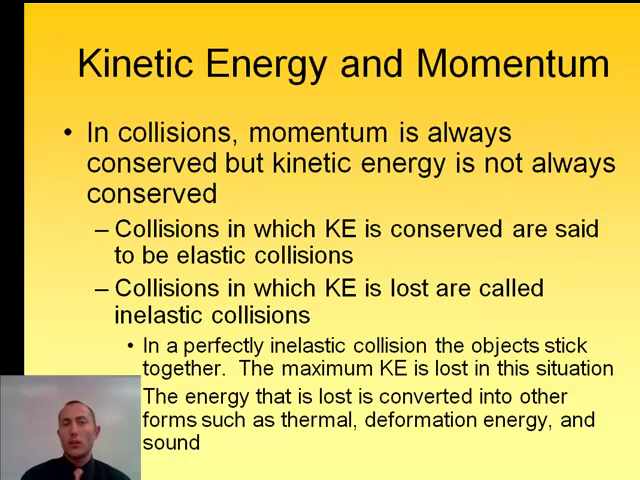 Kinetic Energy and Momentum
• In collisions, momentum is always
conserved but kinetic energy is not always
conserved
– Collisions in which KE is conserved are said
to be elastic collisions
– Collisions in which KE is lost are called
inelastic collisions
• In a perfectly inelastic collision the objects stick
together. The maximum KE is lost in this situation
The energy that is lost is converted into other
forms such as thermal, deformation energy, and
sound